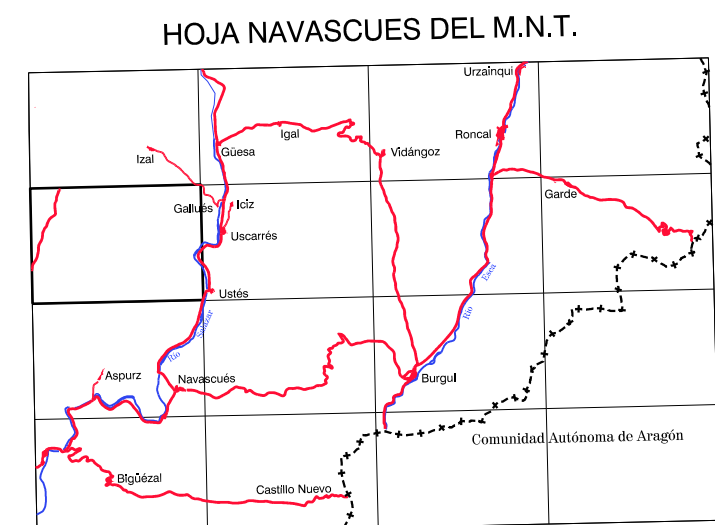 HOJA NAVASCUES DEL M.N.T.
Urzainqui
Igal
Roncal
Güesa
Vidángoz
Izal
Garde
Gallués
Iciz
Uscarrés
Río Esca
Ustés
Río Salazar
Aspurz
Navascués
Burgul
Comunidad Autónoma de Aragón
Bigüézal
Castillo Nuevo